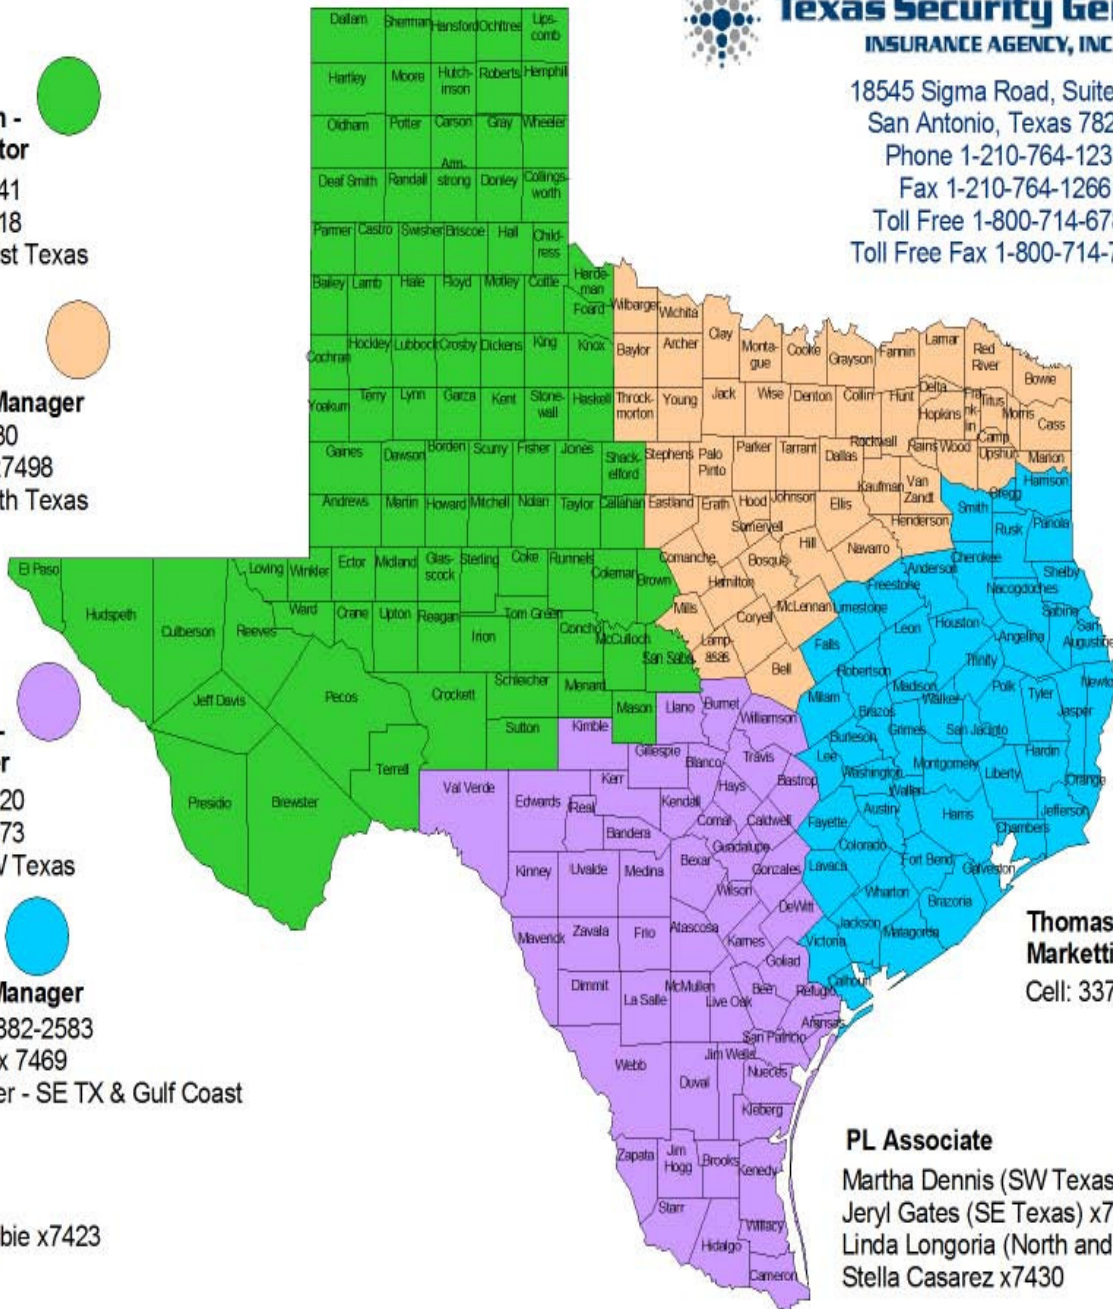 Texas Security Ge
INSURANCE AGENCY, INC
18545 Sigma Road, Suite
San Antonio, Texas 782
Phone 1-210-764-123
Fax 1-210-764-1266
Toll Free 1-800-714-67
Toll Free Fax 1-800-714-
n -
tor
41
18
st Texas
Manager
80
7498
th Texas
-
er
20
73
W Texas
Manager
382-2583
x 7469
er - SE TX & Gulf Coast
bie x7423
Thomas
Marketti
Cell: 337
PL Associate
Martha Dennis (SW Texas
Jeryl Gates (SE Texas) x7
Linda Longoria (North and
Stella Casarez x7430
Dallam Sherman Hansford Ochiltree Lips-
comb
Hartley Moore Hutch-
inson Roberts Hemphill
Oldham Potter Carson Gray Wheeler
Deaf Smith Randall Arm-
strong Donley Collings-
worth
Parmer Castro Swisher Briscoe Hall Child-
ress
Bailey Lamb Hale Floyd Motley Cottle Harde-
man
Foard Wilbarger Wichita Clay
Cochran Hockley Lubbock Crosby Dickens King Knox Baylor Archer Monta-
gue Cooke Grayson Fannin Lamar Red
River Bowie
Yoakum Terry Lynn Garza Kent Stone-
wall Haskell Throck-
morton Young Jack Wise Denton Collin Hunt Delta Hopkins Fra
nk-
lin Titus Morris Cass
Camp
Gaines Dawson Borden Scurry Fisher Jones Shack-
elford Stephens Palo
Pinto Parker Tarrant Dallas Rockwall Rains Wood Upshur Marion
Andrews Martin Howard Mitchell Nolan Taylor Callahan Eastland Erath Hood Johnson Ellis Kaufman Van
Zandt Smith Gregg Harrison
Somervell Henderson Rusk Panola
El Paso Hudspeth Culberson Loving Winkler Ector Midland Glas-
scock Sterling Coke Runnels Coleman Brown Comanche Bosque Hill Navarro Anderson Cherokee Shelby
Reeves Ward Crane Upton Reagan Irion Tom Green Concho McCulloch Mills Hamilton Coryell McLennan Limestone Freestone Nacogdoches
San Saba Lamp-
asas Bell Falls Leon Houston Angelina Sabine
San
Augustine
Jeff Davis Pecos Crockett Schleicher Menard Mason Llano Burnet Williamson Milam Robertson Madison Walker Trinity Polk Tyler Jasper Newton
Presidio Brewster Terrell Sutton Kimble Gillespie Blanco Travis Lee Burleson Brazos Grimes San Jacinto Hardin
Val Verde Edwards Real Kerr Kendall Hays Bastrop Washington Waller Montgomery Liberty Orange
Bandera Comal Caldwell Fayette Austin Harris Chambers Jefferson
Kinney Uvalde Medina Bexar Guadalupe Gonzales Lavaca Colorado Fort Bend Galveston
Wilson DeWitt Wharton Brazoria
Maverick Zavala Frio Atascosa Karnes Goliad Victoria Jackson Matagorda
Dimmit La Salle McMullen Live Oak Bee Refugio Calhoun
San Patricio Aransas
Webb Duval Jim Wells Nueces
Kleberg
Zapata Jim
Hogg Brooks Kenedy
Starr Hidalgo Willacy
Cameron